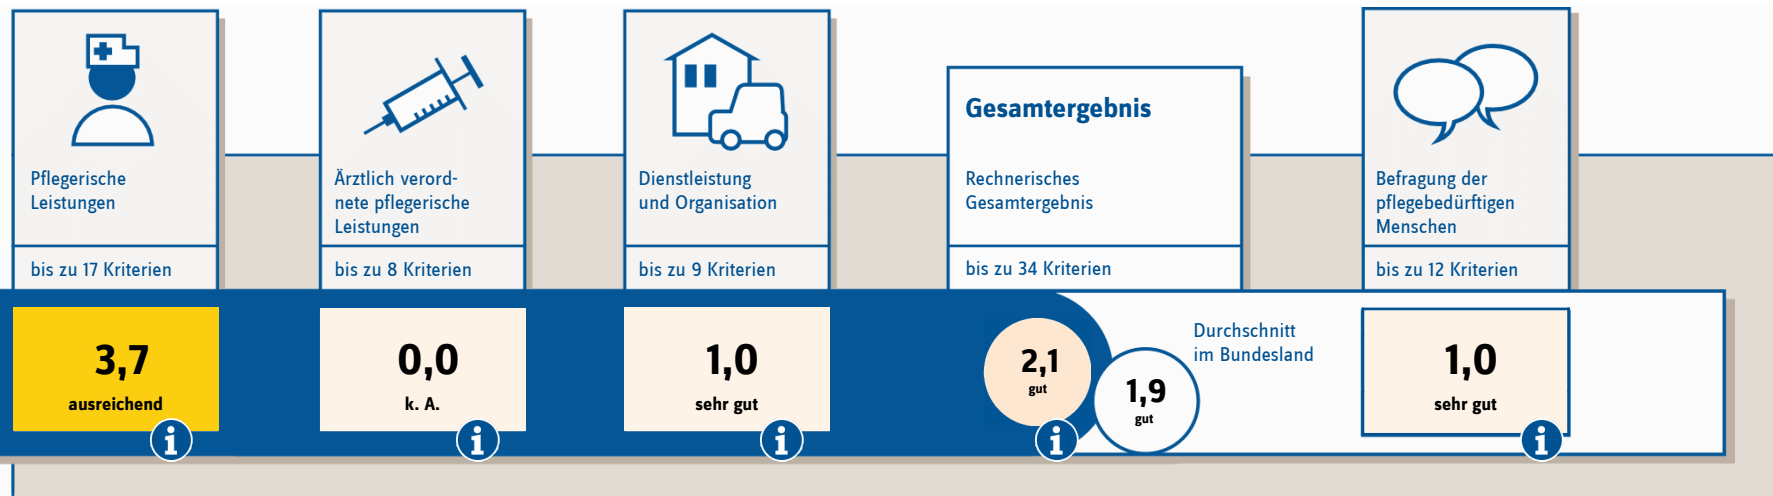 Pflegerische
Leistungen
bis zu 17 Kriterien
3,7
ausreichend
i
Ärztlich verord-
nete pflegerische
Leistungen
bis zu 8 Kriterien
0,0
k. A.
i
Dienstleistung
und Organisation
bis zu 9 Kriterien
1,0
sehr gut
i
Gesamtergebnis
Rechnerisches
Gesamtergebnis
bis zu 34 Kriterien
2,1
gut
i
1,9
gut
Durchschnitt
im Bundesland
Befragung der
pflegebedürftigen
Menschen
bis zu 12 Kriterien
1,0
sehr gut
i